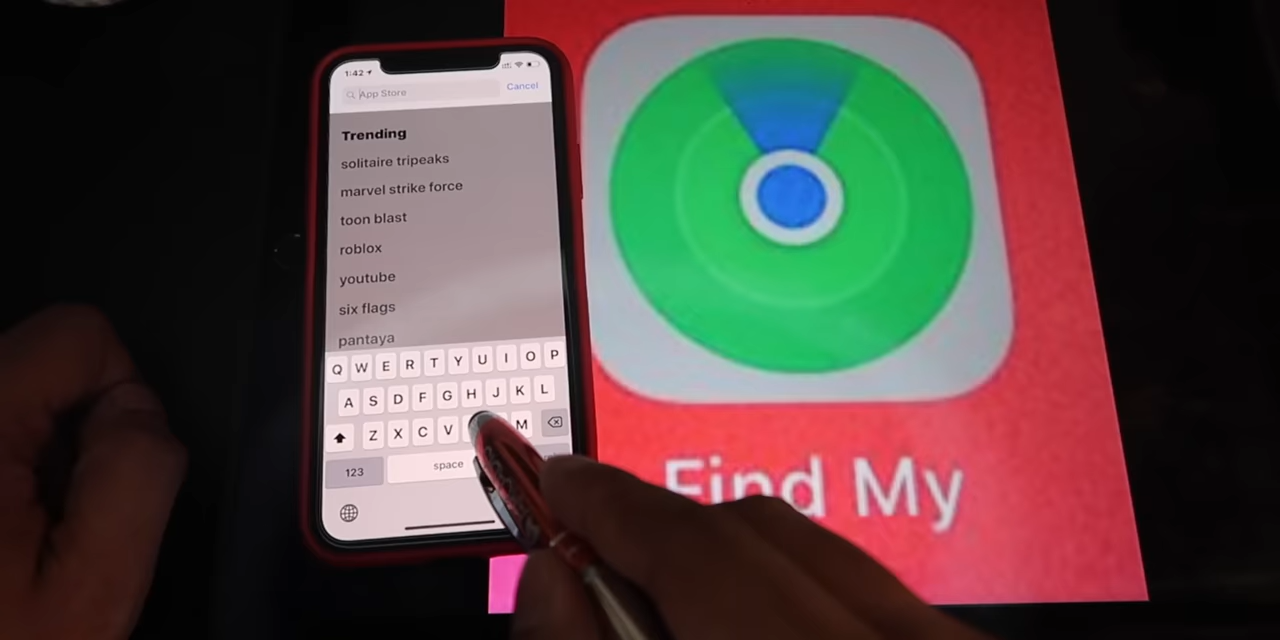 1:42
App Store
Cancel
Trending
solitaire tripeaks
marvel strike force
toon blast
roblox
youtube
six flags
pantaya
Q W E R T Y U I O P
A S D F G H J K L
Z X C V M
123
space
Find My